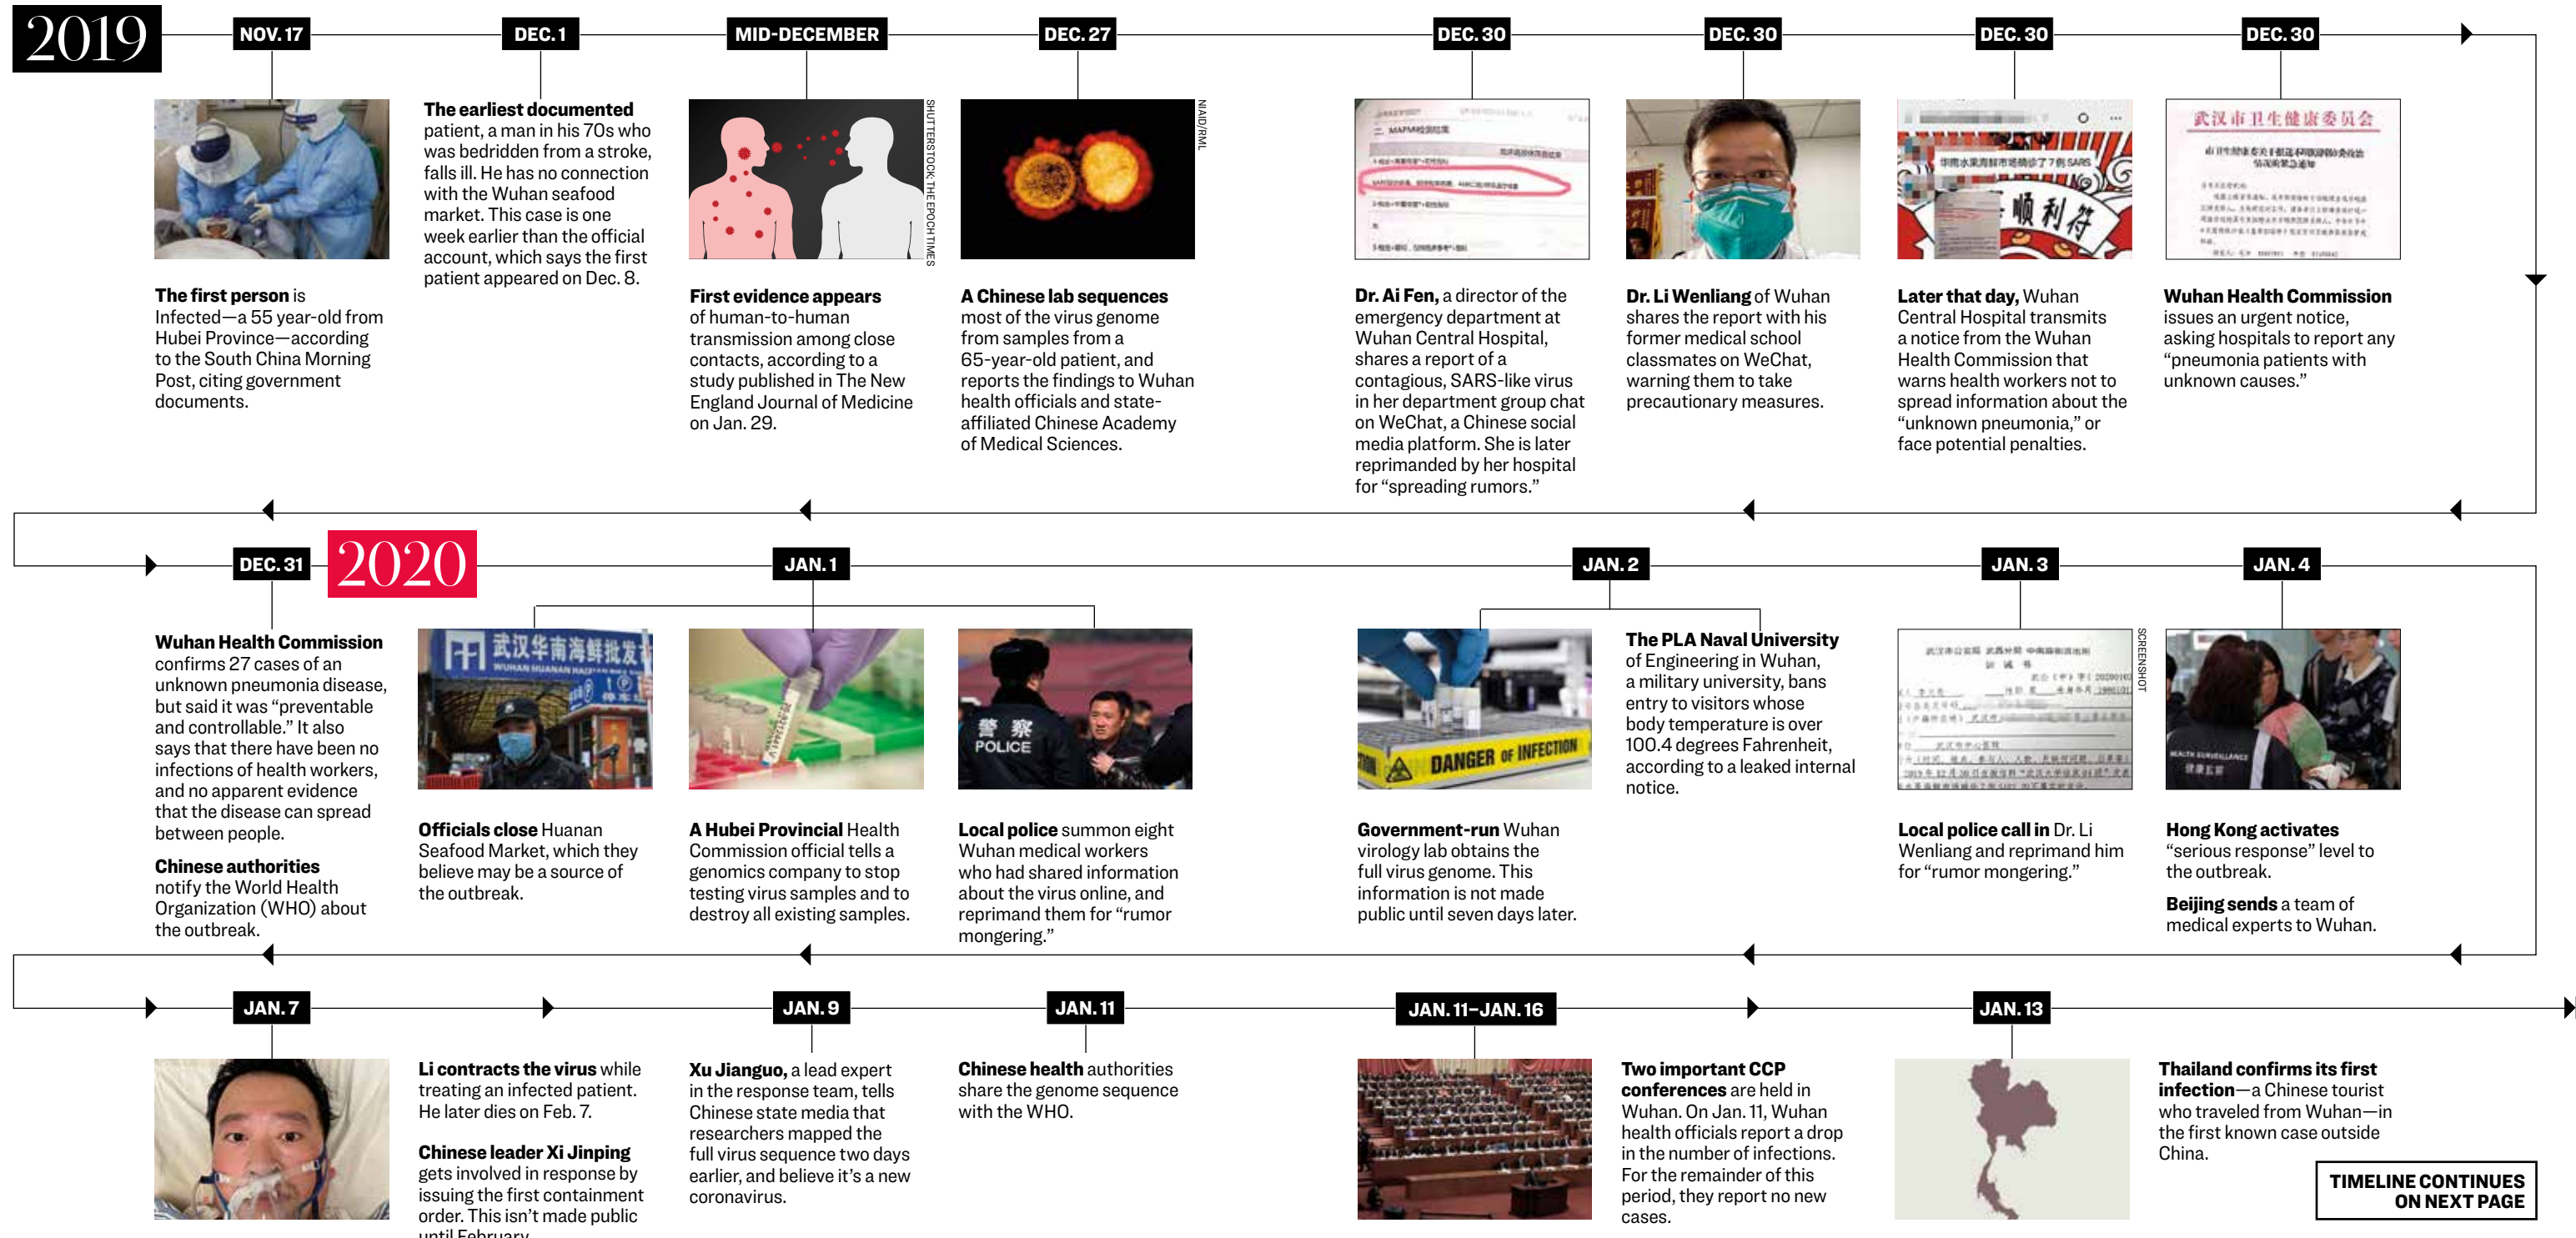 2019
NOV. 17
DEC. 1
MID-DECEMBER
DEC. 27
DEC. 30
DEC. 30
DEC. 30
DEC. 30
The first person is
Infected—a 55 year-old from
Hubei Province—according
to the South China Morning
Post, citing government
documents.
The earliest documented
patient, a man in his 70s who
was bedridden from a stroke,
falls ill. He has no connection
with the Wuhan seafood
market. This case is one
week earlier than the official
account, which says the first
patient appeared on Dec. 8.
SHUTTERSTOCK; THE EPOCH TIMES
First evidence appears
of human-to-human
transmission among close
contacts, according to a
study published in The New
England Journal of Medicine
on Jan. 29.
NIAID/RML
A Chinese lab sequences
most of the virus genome
from samples from a
65-year-old patient, and
reports the findings to Wuhan
health officials and state-
affiliated Chinese Academy
of Medical Sciences.
Dr. Ai Fen, a director of the
emergency department at
Wuhan Central Hospital,
shares a report of a
contagious, SARS-like virus
in her department group chat
on WeChat, a Chinese social
media platform. She is later
reprimanded by her hospital
for “spreading rumors.”
Dr. Li Wenliang of Wuhan
shares the report with his
former medical school
classmates on WeChat,
warning them to take
precautionary measures.
华南水果海鲜市场确诊了7例SARS
顺利符
Later that day, Wuhan
Central Hospital transmits
a notice from the Wuhan
Health Commission that
warns health workers not to
spread information about the
“unknown pneumonia,” or
face potential penalties.
武汉市卫生健康委员会
Wuhan Health Commission
issues an urgent notice,
asking hospitals to report any
“pneumonia patients with
unknown causes.”
DEC. 31
2020
JAN. 1
JAN. 2
JAN. 3
JAN. 4
Wuhan Health Commission
confirms 27 cases of an
unknown pneumonia disease,
but said it was “preventable
and controllable.” It also
says that there have been no
infections of health workers,
and no apparent evidence
that the disease can spread
between people.
Chinese authorities
notify the World Health
Organization (WHO) about
the outbreak.
武汉华南海鲜批发
WUHAN HUANAN
Officials close Huanan
Seafood Market, which they
believe may be a source of
the outbreak.
A Hubei Provincial Health
Commission official tells a
genomics company to stop
testing virus samples and to
destroy all existing samples.
警察
POLICE
Local police summon eight
Wuhan medical workers
who had shared information
about the virus online, and
reprimand them for “rumor
mongering.”
DANGER OF INFECTION
Government-run Wuhan
virology lab obtains the
full virus genome. This
information is not made
public until seven days later.
The PLA Naval University
of Engineering in Wuhan,
a military university, bans
entry to visitors whose
body temperature is over
100.4 degrees Fahrenheit,
according to a leaked internal
notice.
SCREENSHOT
Local police call in Dr. Li
Wenliang and reprimand him
for “rumor mongering.”
HEALTH SURVEILLANCE
Hong Kong activates
“serious response” level to
the outbreak.
Beijing sends a team of
medical experts to Wuhan.
JAN. 7
JAN. 9
JAN. 11
JAN. 11–JAN. 16
JAN. 13
Li contracts the virus while
treating an infected patient.
He later dies on Feb. 7.
Chinese leader Xi Jinping
gets involved in response by
issuing the first containment
order. This isn’t made public
until February.
Xu Jianguo, a lead expert
in the response team, tells
Chinese state media that
researchers mapped the
full virus sequence two days
earlier, and believe it’s a new
coronavirus.
Chinese health authorities
share the genome sequence
with the WHO.
Two important CCP
conferences are held in
Wuhan. On Jan. 11, Wuhan
health officials report a drop
in the number of infections.
For the remainder of this
period, they report no new
cases.
Thailand confirms its first
infection—a Chinese tourist
who traveled from Wuhan—in
the first known case outside
China.
TIMELINE CONTINUES
ON NEXT PAGE